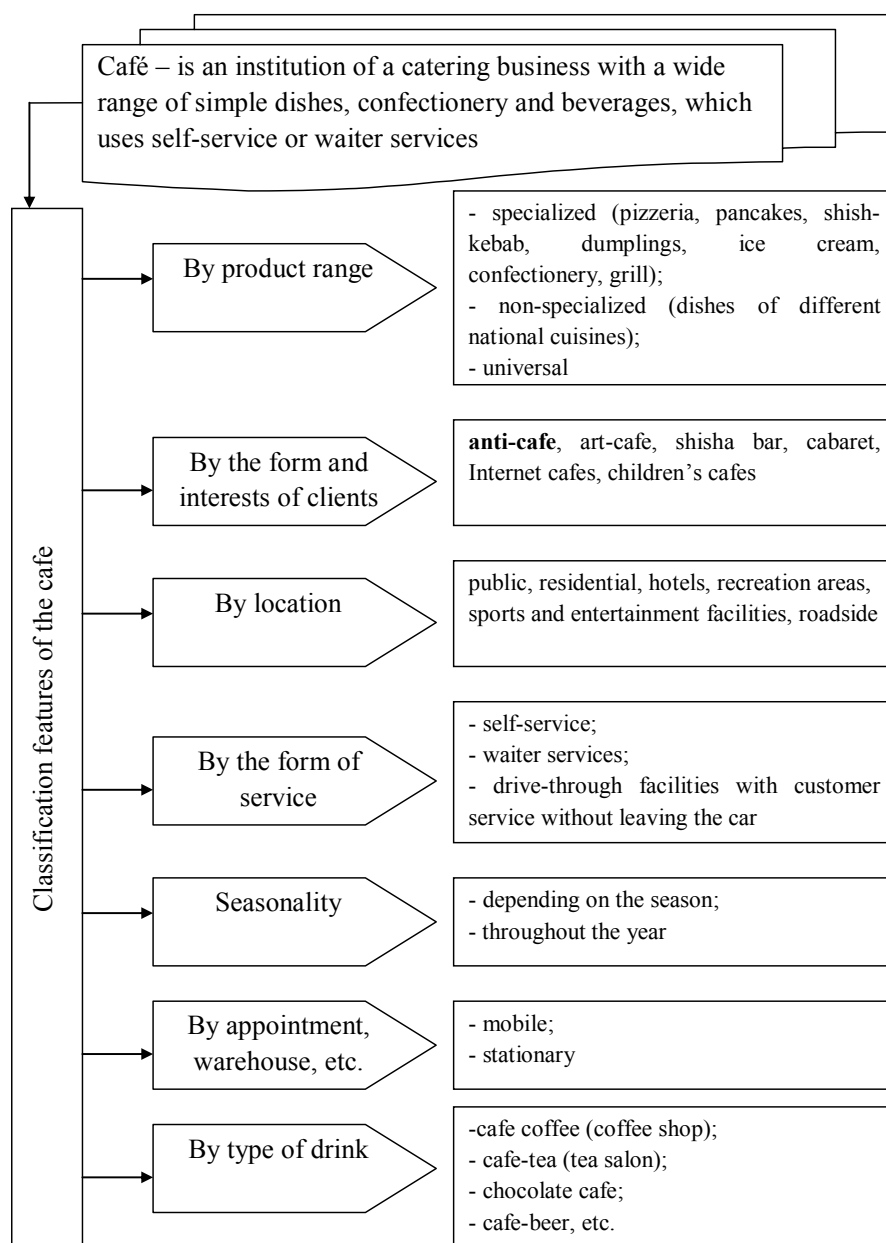 Café – is an institution of a catering business with a wide
range of simple dishes, confectionery and beverages, which
uses self-service or waiter services
Classification features of the cafe
By product range
- specialized (pizzeria, pancakes, shish-
kebab, dumplings, ice cream,
confectionery, grill);
- non-specialized (dishes of different
national cuisines);
- universal
By the form and
interests of clients
anti-cafe, art-cafe, shisha bar, cabaret,
Internet cafes, children’s cafes
By location
public, residential, hotels, recreation areas,
sports and entertainment facilities, roadside
By the form of
service
- self-service;
- waiter services;
- drive-through facilities with customer
service without leaving the car
Seasonality
- depending on the season;
- throughout the year
By appointment,
warehouse, etc.
- mobile;
- stationary
By type of drink
-cafe coffee (coffee shop);
- cafe-tea (tea salon);
- chocolate cafe;
- cafe-beer, etc.